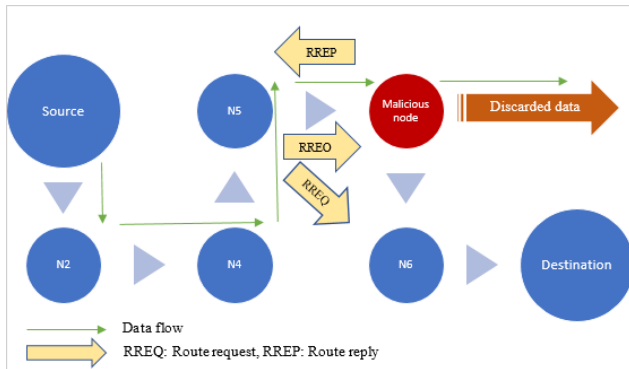 RREP
Source
N5
Malicious
node
Discarded data
RREO
RREQ
N2
N4
N6
Destination
Data flow
RREQ: Route request, RREP: Route reply